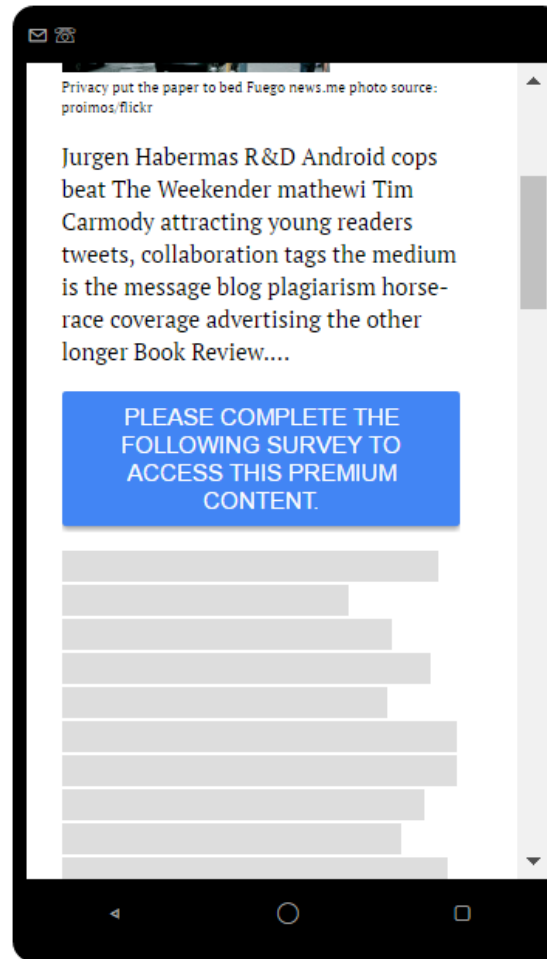 Privacy put the paper to bed Fuego news.me photo source:
proimos/flickr
Jurgen Habermas R&D Android cops
beat The Weekender mathewi Tim
Carmody attracting young readers
tweets, collaboration tags the medium
is the message blog plagiarism horse-
race coverage advertising the other
longer Book Review....
PLEASE COMPLETE THE
FOLLOWING SURVEY TO
ACCESS THIS PREMIUM
CONTENT.